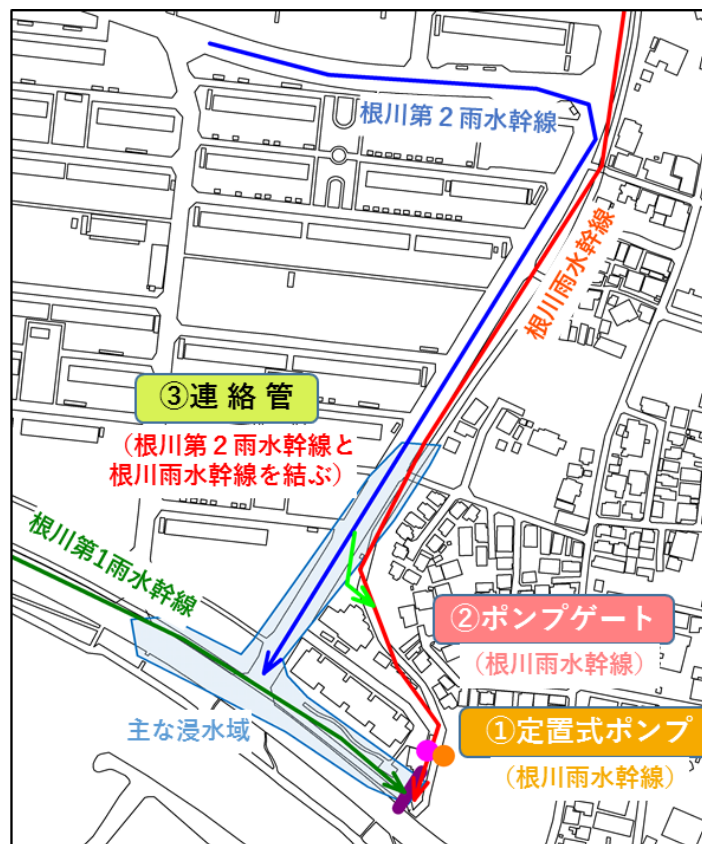 根川第２雨水幹線
根川雨水幹線
③連 絡 管
（根川第２雨水幹線と
根川雨水幹線を結ぶ）
根川第1雨水幹線
②ポンプゲート
（根川雨水幹線）
主な浸水域
①定置式ポンプ
（根川雨水幹線）